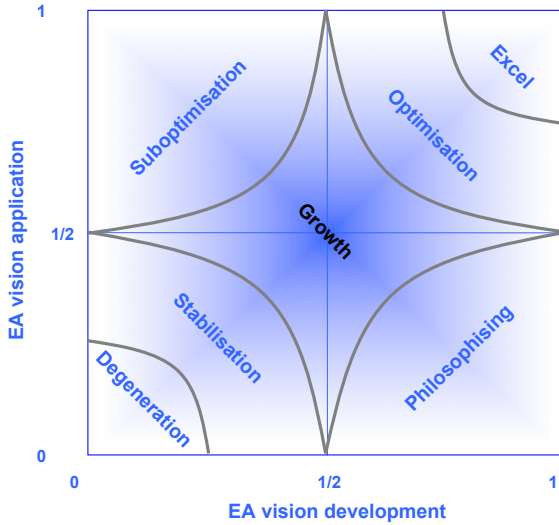 1
Excel
Suboptimisation
Optimisation
EA vision application
1/2
Growth
Stabilisation
Philosophising
Degeneration
0
0
1/2
1
EA vision development